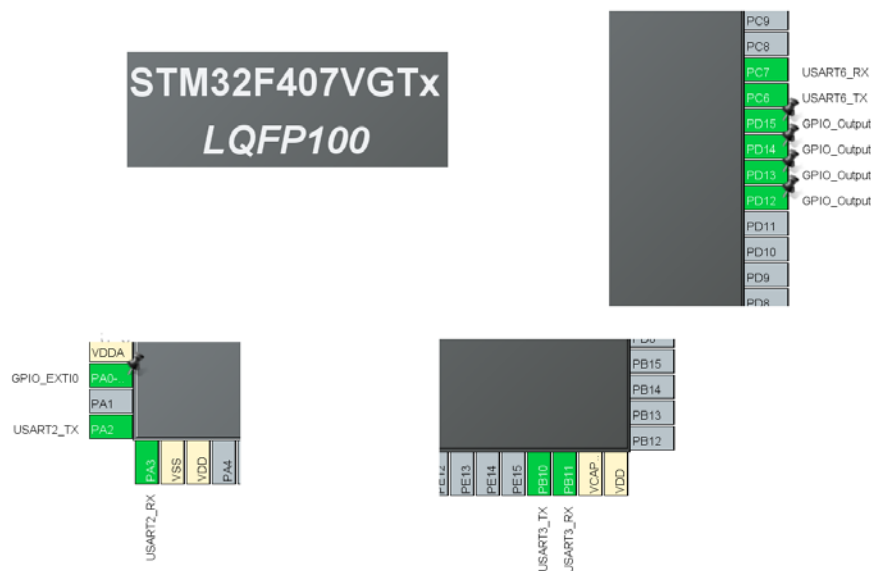 STM32F407VGTx
LQFP100
PC9
PC8
PC7 USART6_RX
PC6 USART6_TX
PD15 GPIO_Output
PD14 GPIO_Output
PD13 GPIO_Output
PD12 GPIO_Output
PD11
PD10
PD9
PD8
VDDA
GPIO_EXTI0 PA0-..
PA1
USART2_TX PA2
PA3
VSS
VDD
PA4
USART2_RX
PB15
PB14
PB13
PB12
PE12
PE13
PE14
PE15
PB10
PB11
VCAP..
VDD
USART3_TX
USART3_RX